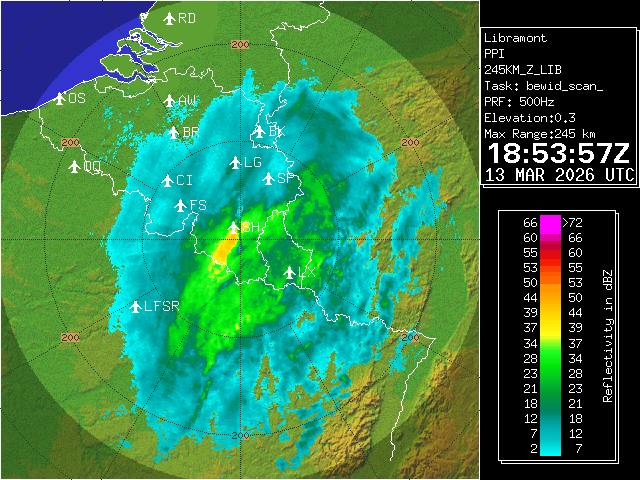 Libramont
PPI
245KM_Z_LIB
Task: bewid_scan_
PRF: 500Hz
Elevation:0.3
Max Range:245 km
18:53:57Z
13 MAR 2026 UTC
RD
200
OS
AW
BR
BK
200
200
OO
LG
CI
SP
FS
SH
LX
LFSR
200
200
200
66 >72
60 66
55 60
53 55
50 53
44 50
39 44
37 39
34 37
28 34
23 28
21 23
18 21
12 18
7 12
2 7
Reflectivity in dBZ